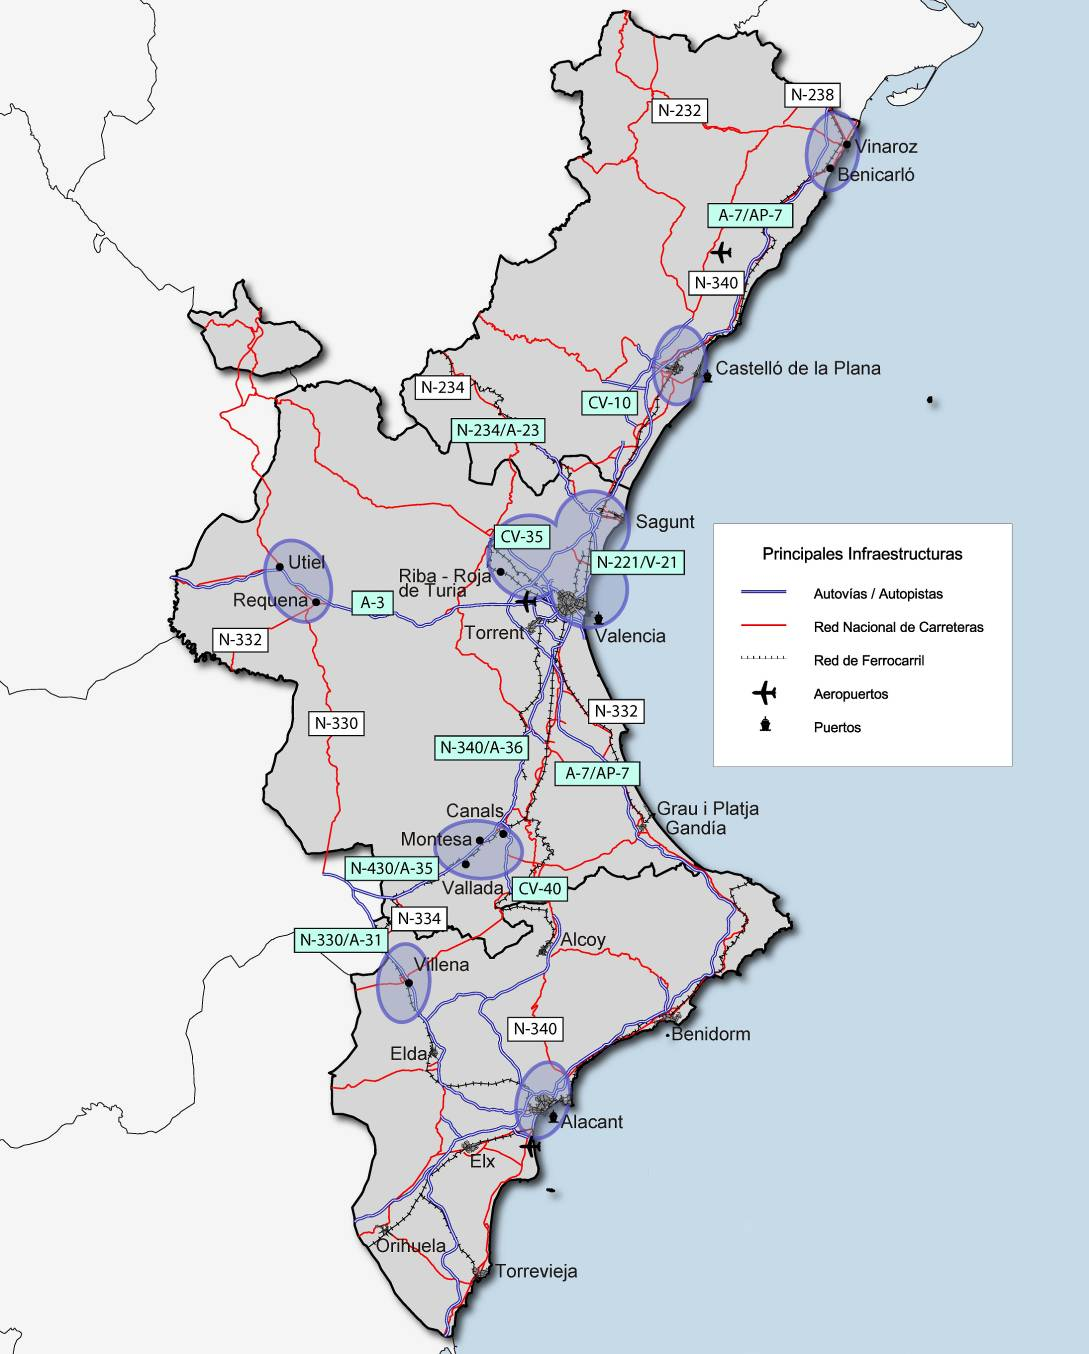 N-238
N-232
Vinaroz
Benicarló
A-7/AP-7
N-340
Castelló de la Plana
N-234
CV-10
N-234/A-23
Sagunt
CV-35
N-221/V-21
Utiel
Riba - Roja
de Turia
Requena
A-3
Torrent
Valencia
N-332
N-332
N-330
N-340/A-36
A-7/AP-7
Grau i Platja
Gandía
Canals
Montesa
N-430/A-35
Vallada
CV-40
N-334
N-330/A-31
Alcoy
Villena
N-340
Benidorm
Elda
Alacant
Elx
Orihuela
Torrevieja
Principales Infraestructuras
Autovías / Autopistas
Red Nacional de Carreteras
Red de Ferrocarril
Aeropuertos
Puertos